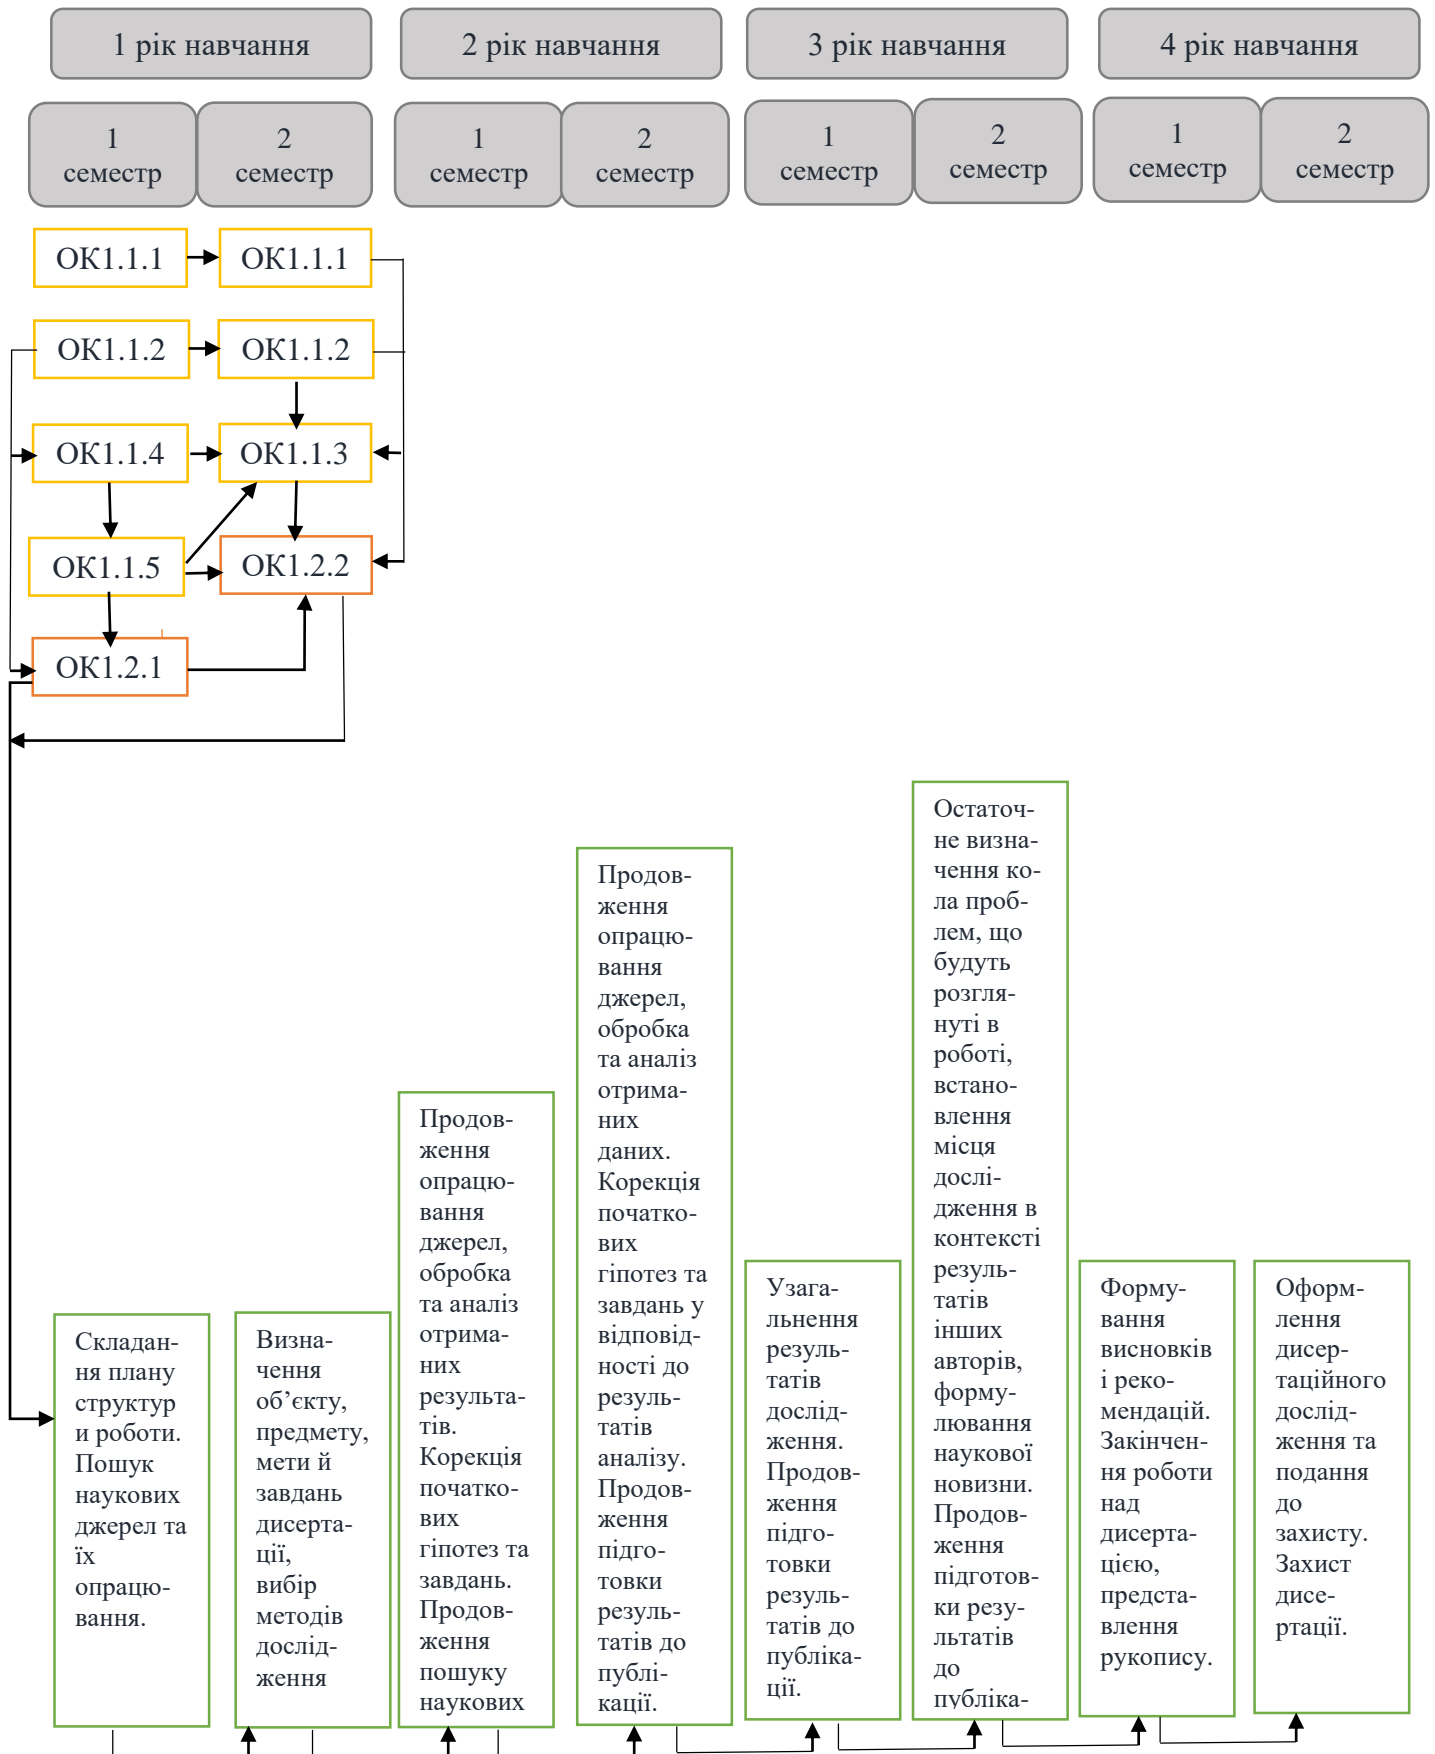 1 рік навчання
2 рік навчання
3 рік навчання
4 рік навчання
1
семестр
2
семестр
1
семестр
2
семестр
1
семестр
2
семестр
1
семестр
2
семестр
ОК1.1.1
ОК1.1.1
ОК1.1.2
ОК1.1.2
ОК1.1.4
ОК1.1.3
ОК1.1.5
ОК1.2.2
ОК1.2.1
Складан-
ня плану
структур
и роботи.
Пошук
наукових
джерел та
їх
опрацю-
вання.
Визна-
чення
об’єкту,
предмету,
мети й
завдань
дисерта-
ції,
вибір
методів
дослід-
ження
Продов-
ження
опрацю-
вання
джерел,
обробка
та аналіз
отрима-
них
результа-
тів.
Корекція
початко-
вих
гіпотез та
завдань.
Продов-
ження
пошуку
наукових
Продов-
ження
опрацю-
вання
джерел,
обробка
та аналіз
отрима-
них
даних.
Корекція
початко-
вих
гіпотез та
завдань у
відповід-
ності до
резуль-
татів
аналізу.
Продов-
ження
підго-
товки
резуль-
татів до
публі-
кації.
Узага-
льнення
резуль-
татів
дослід-
ження.
Продов-
ження
підго-
товки
резуль-
татів до
публіка-
ції.
Остаточ-
не визна-
чення ко-
ла проб-
лем, що
будуть
розгля-
нуті в
роботі,
встано-
влення
місця
дослі-
дження в
контексті
резуль-
татів
інших
авторів,
форму-
лювання
наукової
новизни.
Продов-
ження
підготов-
ки резу-
льтатів
до
публіка-
Форму-
вання
висновків
і реко-
мендацій.
Закінчен-
ня роботи
над
дисерта-
цією,
предста-
влення
рукопису.
Оформ-
лення
дисер-
таційного
дослід-
ження та
подання
до
захисту.
Захист
дисе-
ртації.